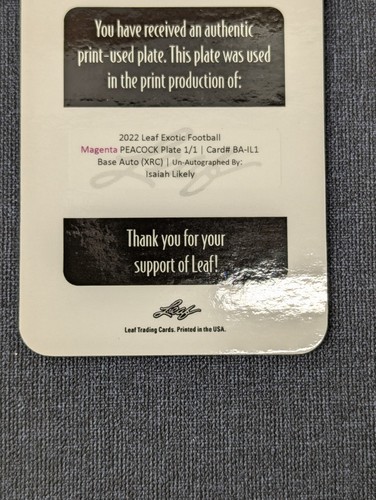 You have received an authentic
print-used plate. This plate was used
in the print production of:
2022 Leaf Exotic Football
Magenta PEACOCK Plate 1/1 | Card# BA-IL1
Base Auto (XRC) | Un-Autographed By:
Isaiah Likely
Thank you for your
support of Leaf!
Leaf
Leaf Trading Cards. Printed in the USA.